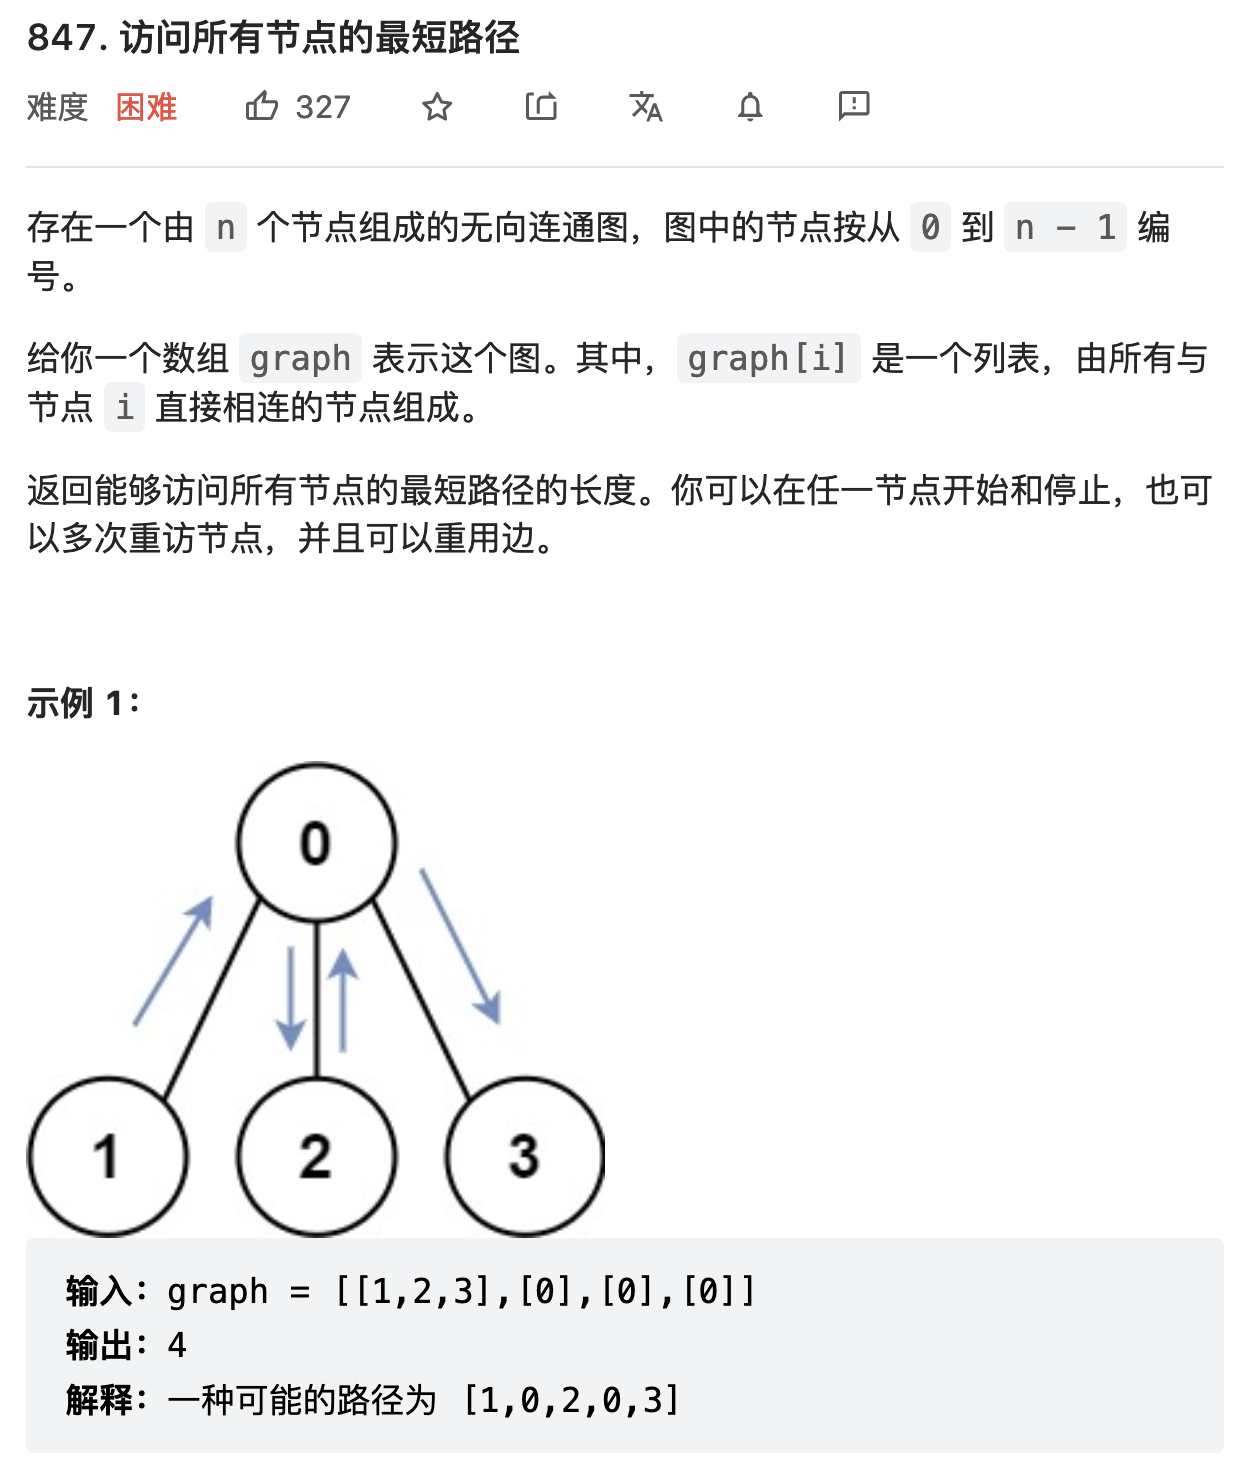 847. 访问所有节点的最短路径
难度 困难 327
存在一个由 n 个节点组成的无向连通图，图中的节点按从 0 到 n - 1 编
号。
给你一个数组 graph 表示这个图。其中，graph[i] 是一个列表，由所有与
节点 i 直接相连的节点组成。
返回能够访问所有节点的最短路径的长度。你可以在任一节点开始和停止，也可
以多次重访节点，并且可以重用边。
示例 1：
0
1 2 3
输入：graph = [[1,2,3],[0],[0],[0]]
输出：4
解释：一种可能的路径为 [1,0,2,0,3]